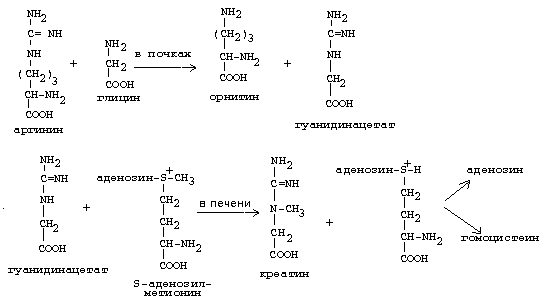 NH2
C = NH
NH
( CH2 )3
CH-NH2
COOH
аргинин
+
NH2
CH2
COOH
глицин
в почках
NH2
( CH2 )3
CH-NH2
COOH
орнитин
+
NH2
C=NH
NH
CH2
COOH
гуанидинацетат
NH2
C=NH
NH
CH2
COOH
гуанидинацетат
+
аденозин-S-CH3
+
CH2
CH2
CH-NH2
COOH
S-аденозил-
метионин
в печени
NH2
C=NH
N-CH3
CH2
COOH
креатин
+
аденозин-S-H
+
CH2
CH2
CH-NH2
COOH
аденозин
гомоцистеин